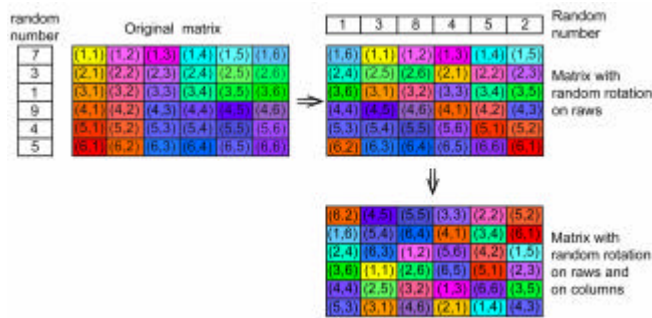 random
number
7
3
1
9
4
5
Original matrix
(1,1) (1,2) (1,3) (1,4) (1,5) (1,6)
(2,1) (2,2) (2,3) (2,4) (2,5) (2,6)
(3,1) (3,2) (3,3) (3,4) (3,5) (3,6)
(4,1) (4,2) (4,3) (4,4) (4,5) (4,6)
(5,1) (5,2) (5,3) (5,4) (5,5) (5,6)
(6,1) (6,2) (6,3) (6,4) (6,5) (6,6)
1 3 8 4 5 2
Random
number
(1,6) (1,1) (1,2) (1,3) (1,4) (1,5)
(2,4) (2,5) (2,6) (2,1) (2,2) (2,3)
(3,6) (3,1) (3,2) (3,3) (3,4) (3,5)
(4,4) (4,5) (4,6) (4,1) (4,2) (4,3)
(5,3) (5,4) (5,5) (5,6) (5,1) (5,2)
(6,2) (6,3) (6,4) (6,5) (6,6) (6,1)
Matrix with
random rotation
on raws
(6,2) (4,5) (5,5) (3,3) (2,2) (5,2)
(1,6) (5,4) (6,4) (4,1) (3,4) (6,1)
(2,4) (6,3) (1,2) (5,6) (4,2) (1,5)
(3,6) (1,1) (2,6) (6,5) (5,1) (2,3)
(4,4) (2,5) (3,2) (1,3) (6,6) (3,5)
(5,3) (3,1) (4,6) (2,1) (1,4) (4,3)
Matrix with
random rotation
on raws and
on columns